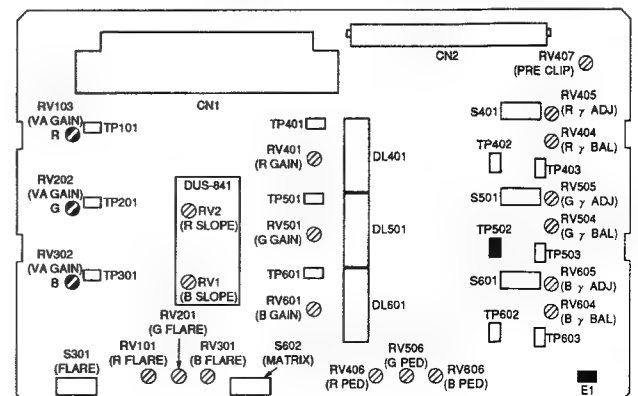 CN1
CN2
RV407
(PRE CLIP)
RV103
(VA GAIN)
R
TP101
TP401
RV401
(R GAIN)
DL401
S401
RV405
(R γ ADJ)
RV404
(R γ BAL)
TP402
TP403
RV202
(VA GAIN)
G
TP201
DUS-841
RV2
(R SLOPE)
TP501
RV501
(G GAIN)
DL501
S501
RV505
(G γ ADJ)
RV504
(G γ BAL)
TP502
TP503
RV302
(VA GAIN)
B
TP301
RV1
(B SLOPE)
TP601
RV601
(B GAIN)
DL601
S601
RV605
(B γ ADJ)
RV604
(B γ BAL)
TP602
TP603
RV201
(G FLARE)
S301
(FLARE)
RV101
(R FLARE)
RV301
(B FLARE)
S602
(MATRIX)
RV406
(R PED)
RV506
(G PED)
RV606
(B PED)
E1